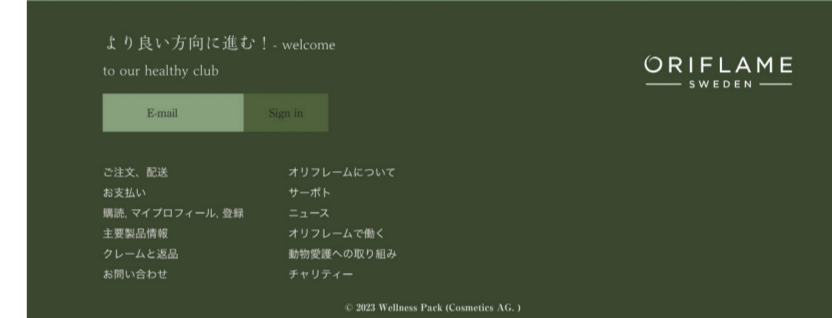 より良い方向に進む！- welcome
to our healthy club
ORIFLAME
SWEDEN
E-mail
Sign in
ご注文、配送
お支払い
購読, マイプロフィール, 登録
主要製品情報
クレームと返品
お問い合わせ
オリフレームについて
サーポト
ニュース
オリフレームで働く
動物愛護への取り組み
チャリティー
© 2023 Wellness Pack (Cosmetics AG. )